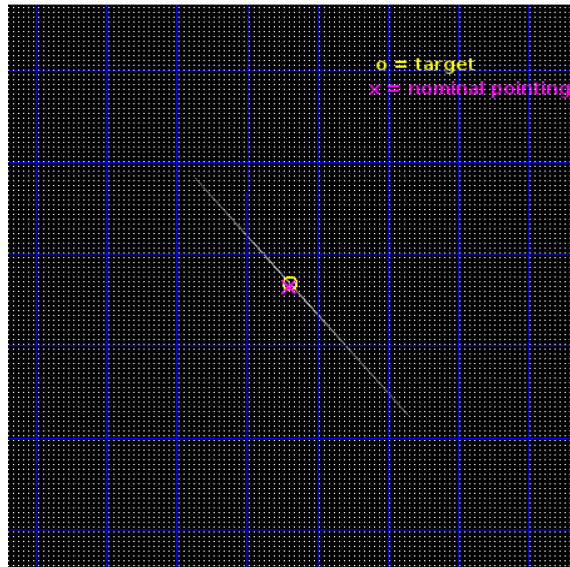 o = target
x = nominal pointing